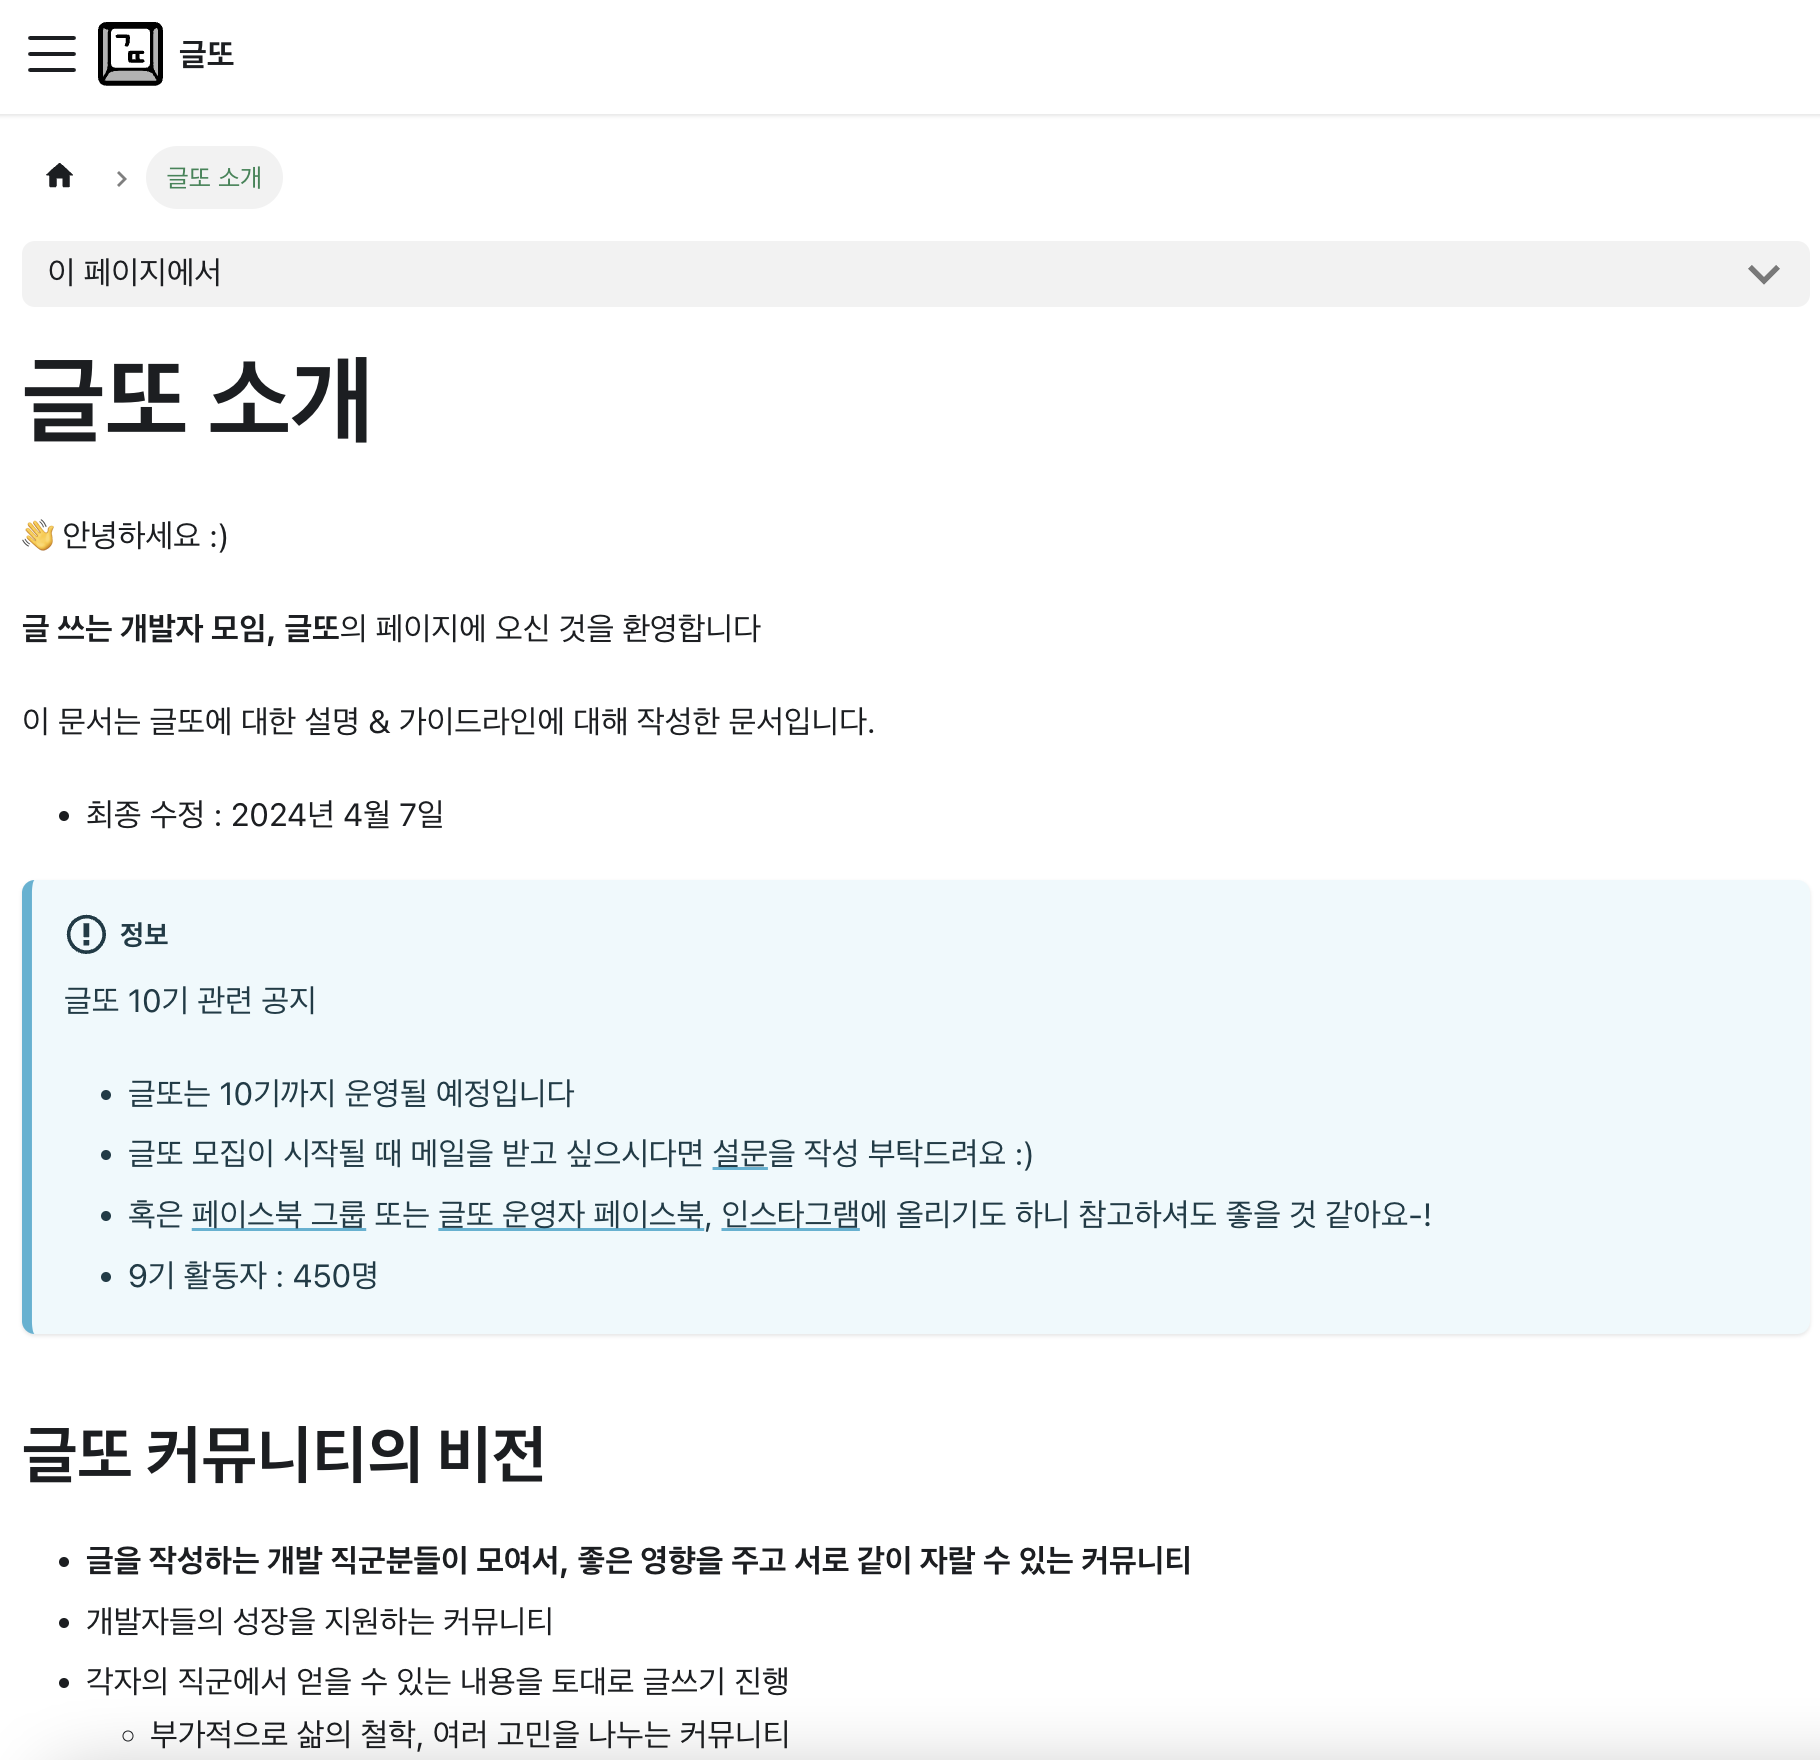 ㄱ
ㄸ
글또
글또 소개
이 페이지에서
글또 소개
👋 안녕하세요 :)
글 쓰는 개발자 모임, 글또의 페이지에 오신 것을 환영합니다
이 문서는 글또에 대한 설명 & 가이드라인에 대해 작성한 문서입니다.
최종 수정 : 2024년 4월 7일
정보
글또 10기 관련 공지
글또는 10기까지 운영될 예정입니다
글또 모집이 시작될 때 메일을 받고 싶으시다면 설문을 작성 부탁드려요 :)
혹은 페이스북 그룹 또는 글또 운영자 페이스북, 인스타그램에 올리기도 하니 참고하셔도 좋을 것 같아요-!
9기 활동자 : 450명
글또 커뮤니티의 비전
글을 작성하는 개발 직군분들이 모여서, 좋은 영향을 주고 서로 같이 자랄 수 있는 커뮤니티
개발자들의 성장을 지원하는 커뮤니티
각자의 직군에서 얻을 수 있는 내용을 토대로 글쓰기 진행
부가적으로 삶의 철학, 여러 고민을 나누는 커뮤니티